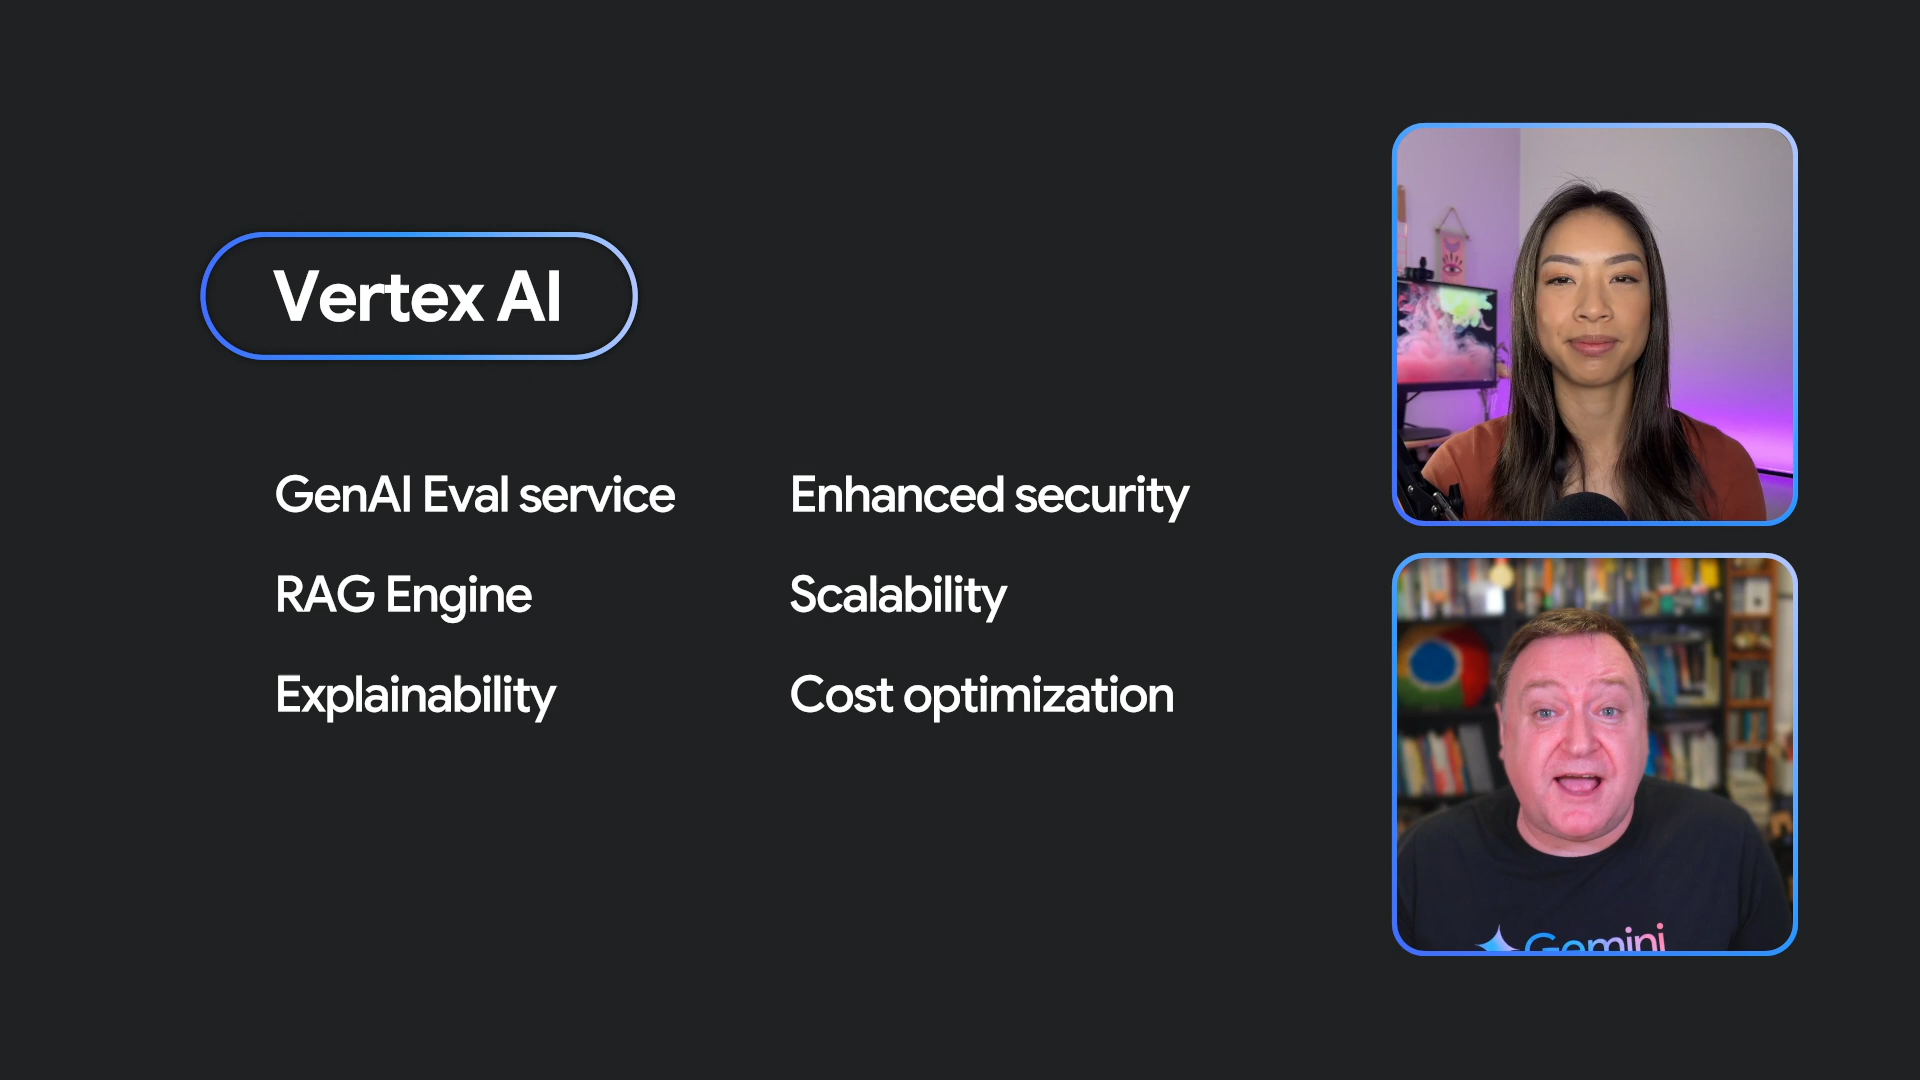 Vertex AI
GenAI Eval service
RAG Engine
Explainability
Enhanced security
Scalability
Cost optimization
Gemini